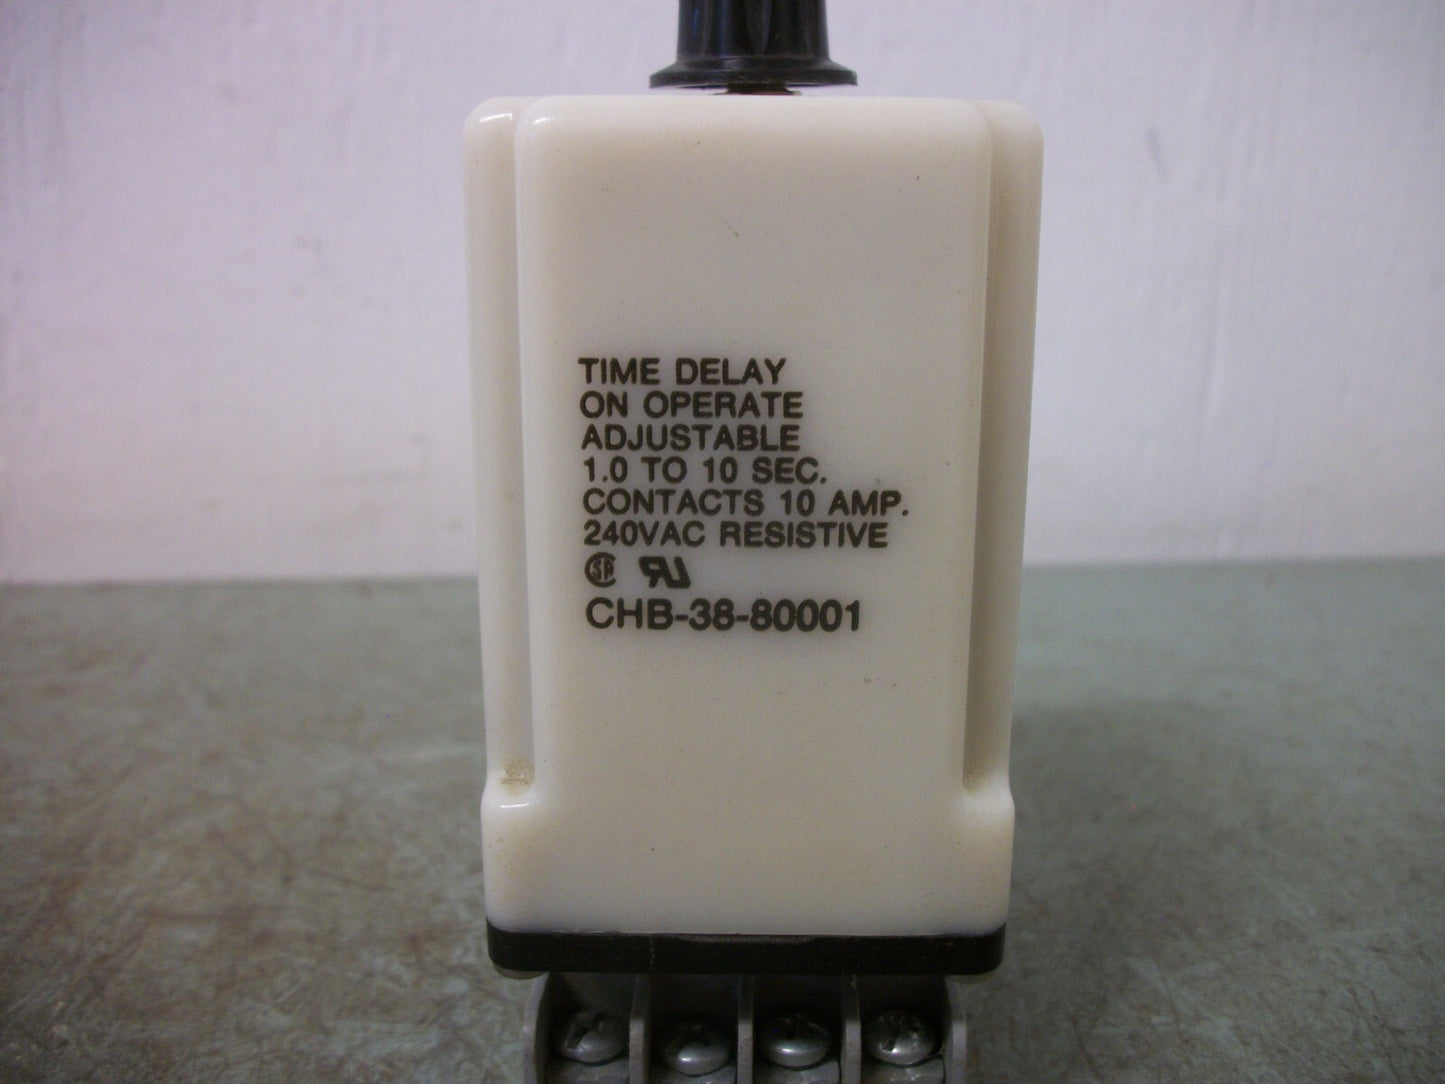 TIME DELAY
ON OPERATE
ADJUSTABLE
1.0 TO 10 SEC.
CONTACTS 10 AMP.
240VAC RESISTIVE
CHB-38-80001